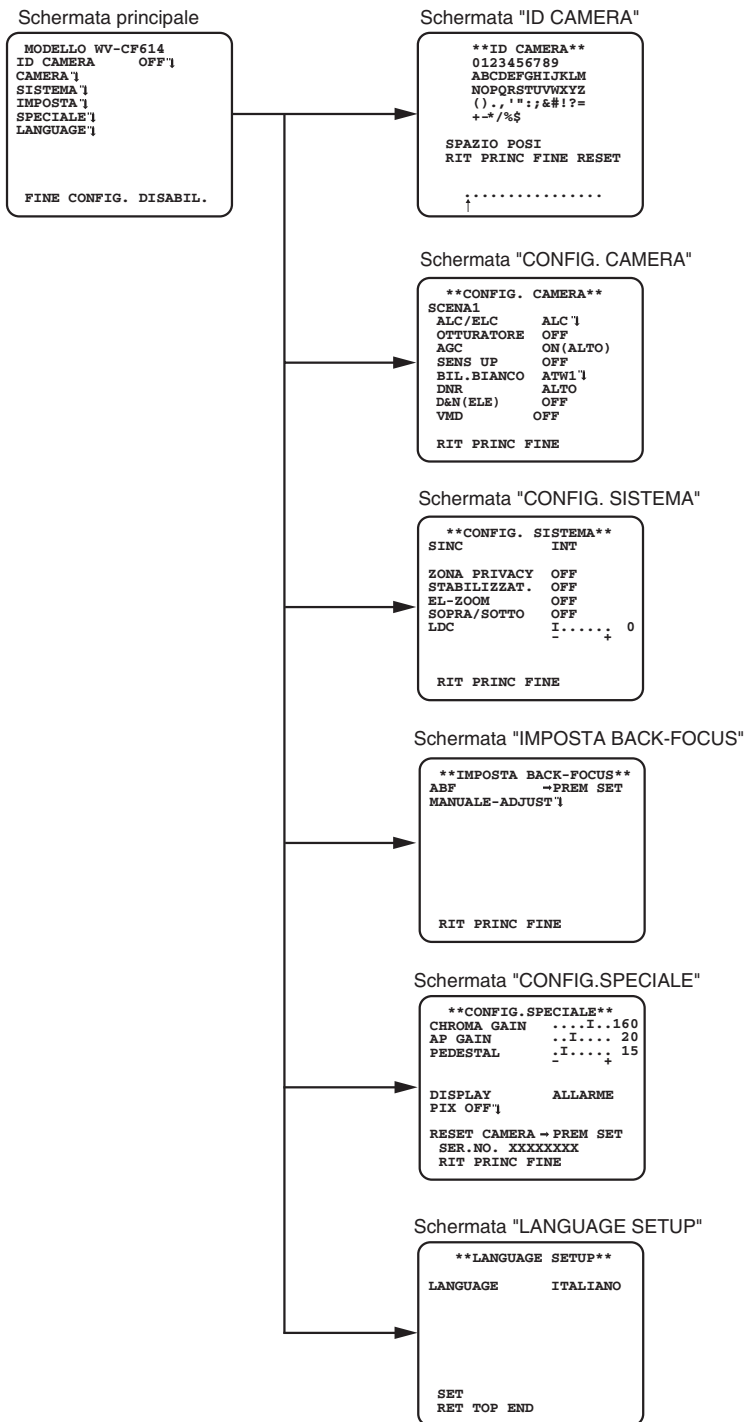 Schermata principale
MODELLO WV-CF614
ID CAMERA OFF
CAMERA
SISTEMA
IMPOSTA
SPECIALE
LANGUAGE
FINE CONFIG. DISABIL.
Schermata "ID CAMERA"
**ID CAMERA**
0123456789
ABCDEFGHIJKLM
NOPQRSTUVWXYZ
().,'":;&#!?=
+-*/%$
SPAZIO POSI
RIT PRINC FINE RESET
................
↑
Schermata "CONFIG. CAMERA"
**CONFIG. CAMERA**
SCENA1
ALC/ELC ALC
OTTURATORE OFF
AGC ON(ALTO)
SENS UP OFF
BIL.BIANCO ATW1
DNR ALTO
D&N(ELE) OFF
VMD OFF
RIT PRINC FINE
Schermata "CONFIG. SISTEMA"
**CONFIG. SISTEMA**
SINC INT
ZONA PRIVACY OFF
STABILIZZAT. OFF
EL-ZOOM OFF
SOPRA/SOTTO OFF
LDC I...... 0
- +
RIT PRINC FINE
Schermata "IMPOSTA BACK-FOCUS"
**IMPOSTA BACK-FOCUS**
ABF →PREM SET
MANUALE-ADJUST
RIT PRINC FINE
Schermata "CONFIG.SPECIALE"
**CONFIG.SPECIALE**
CHROMA GAIN ....I..160
AP GAIN ..I.... 20
PEDESTAL .I..... 15
- +
DISPLAY ALLARME
PIX OFF
RESET CAMERA → PREM SET
SER.NO. XXXXXXXX
RIT PRINC FINE
Schermata "LANGUAGE SETUP"
**LANGUAGE SETUP**
LANGUAGE ITALIANO
SET
RET TOP END